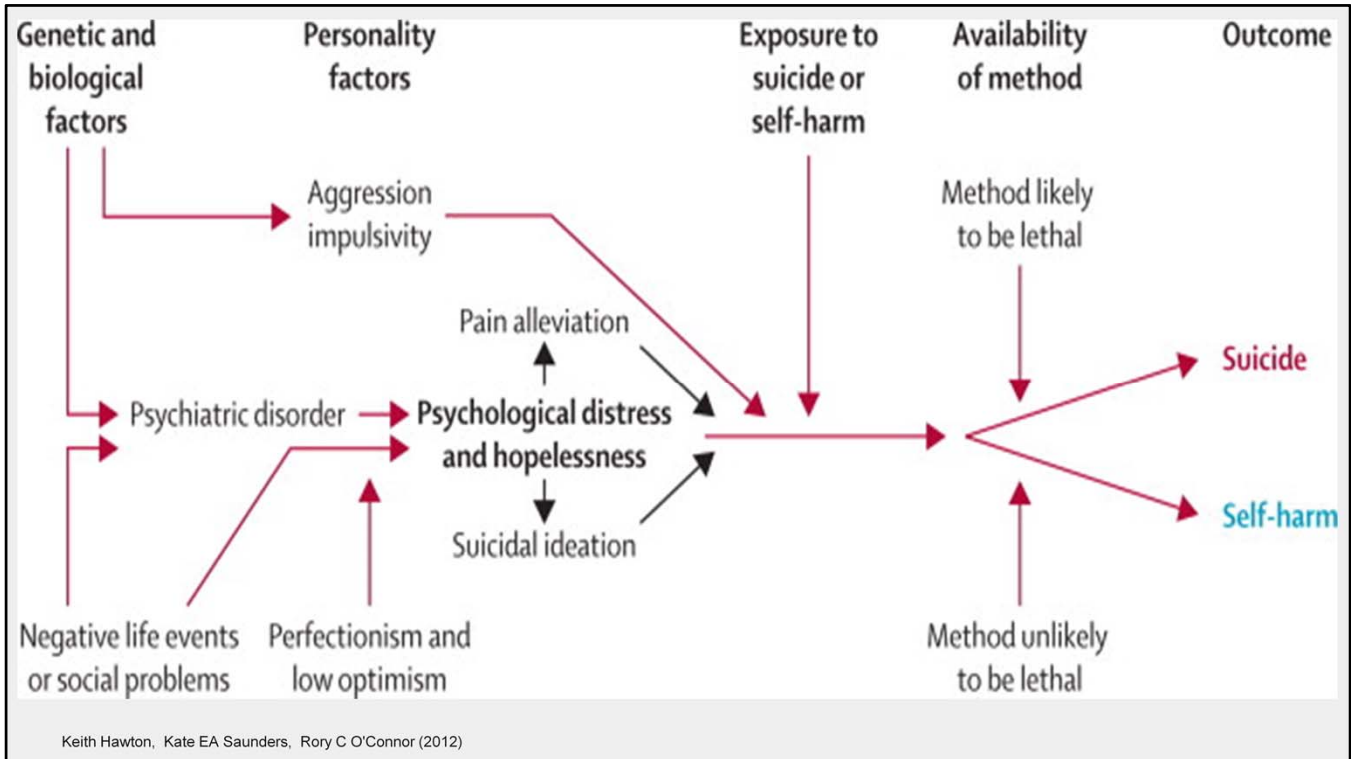 Genetic and
biological
factors
Personality
factors
Exposure to
suicide or
self-harm
Availability
of method
Outcome
Aggression
impulsivity
Method likely
to be lethal
Pain alleviation
Suicide
Psychiatric disorder
Psychological distress
and hopelessness
Suicidal ideation
Self-harm
Negative life events
or social problems
Perfectionism and
low optimism
Method unlikely
to be lethal
Keith Hawton, Kate EA Saunders, Rory C O'Connor (2012)